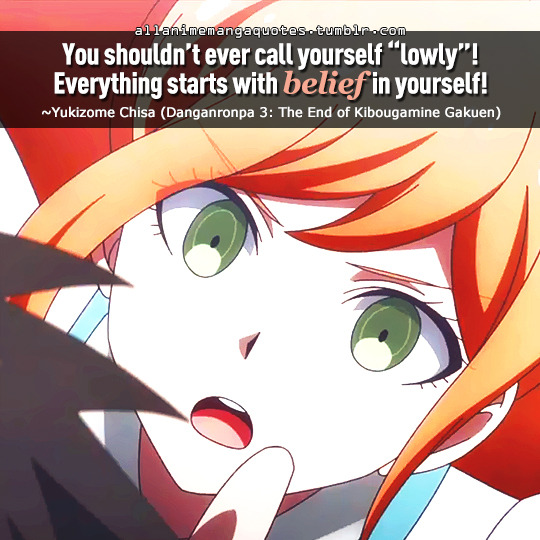 allanimemangaquotes.tumblr.com
You shouldn't ever call yourself “lowly”!
Everything starts with belief in yourself!
~Yukizome Chisa (Danganronpa 3: The End of Kibougamine Gakuen)